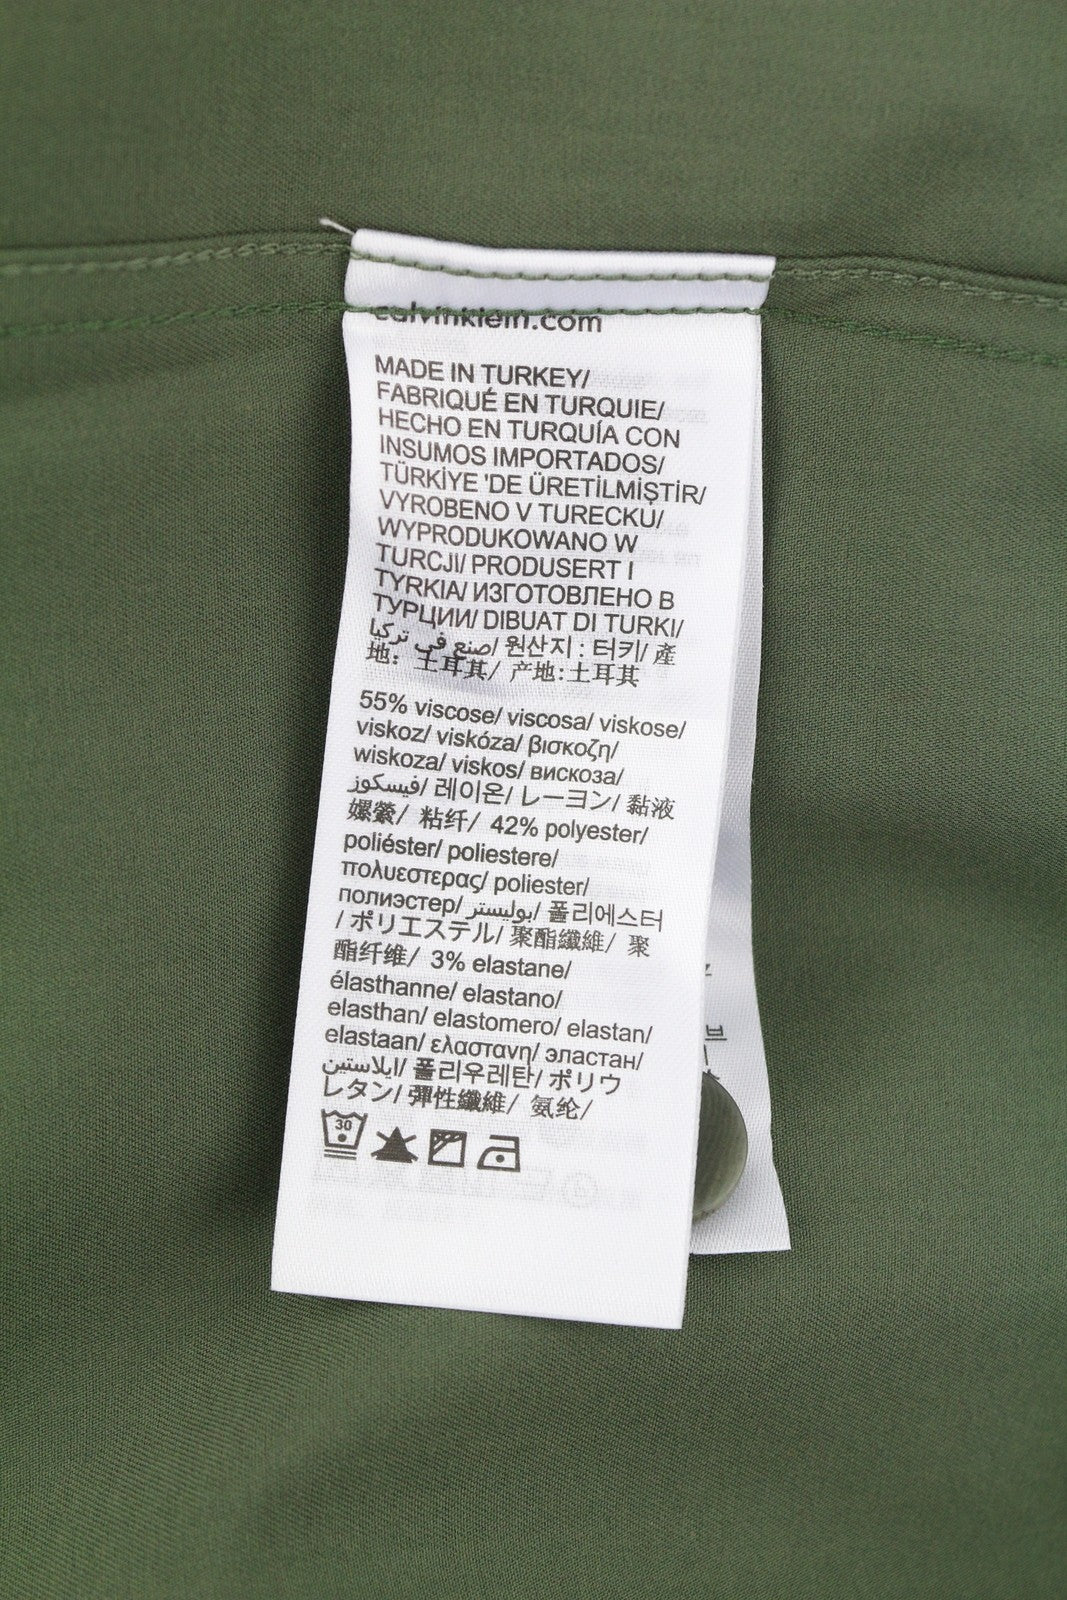 calvinklein.com
MADE IN TURKEY/
FABRIQUÉ EN TURQUIE/
HECHO EN TURQUÍA CON
INSUMOS IMPORTADOS/
TÜRKİYE 'DE ÜRETİLMİŞTİR/
VYROBENO V TURECKU/
WYPRODUKOWANO W
TURCJI/ PRODUSERT I
TYRKIA/ ИЗГОТОВЛЕНО В
ТУРЦИИ/ DIBUAT DI TURKI/
صنع في تركيا/ 원산지 : 터키/ 產
地: 土耳其/ 产地:土耳其
55% viscose/ viscosa/ viskose/
viskoz/ viskóza/ βισκοζη/
wiskoza/ viskos/ вискоза/
فيسكوز/ 레이온/ レーヨン/ 黏液
嫘縈/ 粘纤/ 42% polyester/
poliéster/ poliestere/
πολυεστερας/ poliester/
полиэстер/ بوليستر/ 폴리에스터
/ ポリエステル/ 聚酯纖維/ 聚
酯纤维/ 3% elastane/
élasthanne/ elastano/
elasthan/ elastomero/ elastan/
elastaan/ ελαστανη/ эластан/
ايلاستين/ 폴리우레탄/ ポリウ
レタン/ 彈性纖維/ 氨纶/
30